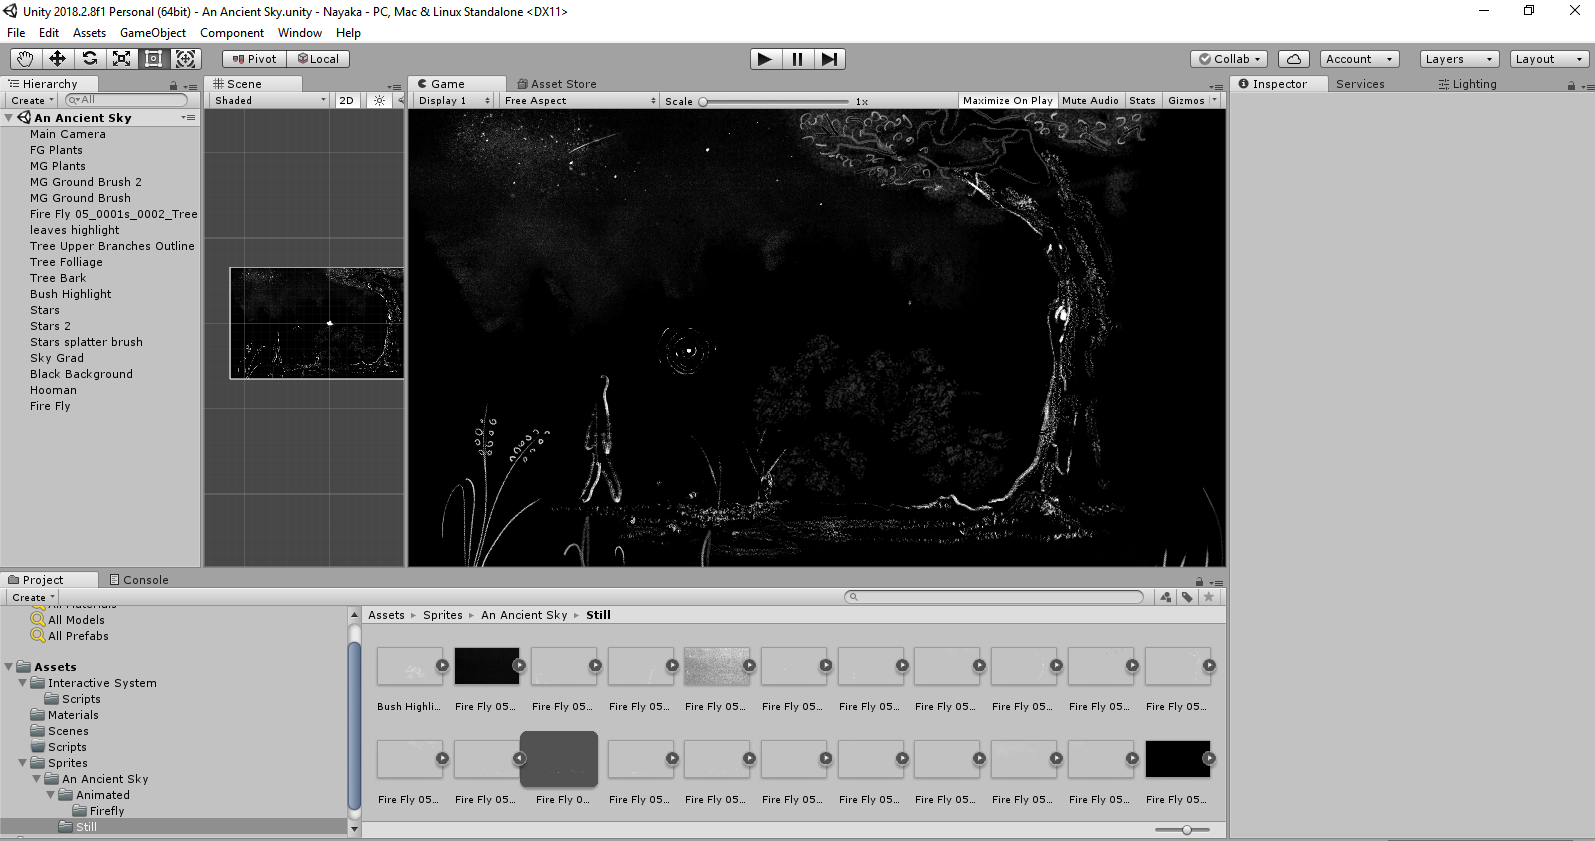 Unity 2018.2.8f1 Personal (64bit) - An Ancient Sky.unity - Nayaka - PC, Mac & Linux Standalone <DX11>
File Edit Assets GameObject Component Window Help
Pivot Local Collab Account Layers Layout
Hierarchy Scene Game Asset Store Inspector Services Lighting
Create All Shaded 2D Display 1 Free Aspect Scale 1x Maximize On Play Mute Audio Stats Gizmos
An Ancient Sky
Main Camera
FG Plants
MG Plants
MG Ground Brush 2
MG Ground Brush
Fire Fly 05_0001s_0002_Tree
leaves highlight
Tree Upper Branches Outline
Tree Folliage
Tree Bark
Bush Highlight
Stars
Stars 2
Stars splatter brush
Sky Grad
Black Background
Hooman
Fire Fly
Project Console
Create
All Materials
All Models
All Prefabs
Assets
Interactive System
Scripts
Materials
Scenes
Scripts
Sprites
An Ancient Sky
Animated
Firefly
Still
Assets Sprites An Ancient Sky Still
Bush Highli... Fire Fly 05... Fire Fly 05... Fire Fly 05... Fire Fly 05... Fire Fly 05... Fire Fly 05... Fire Fly 05... Fire Fly 05... Fire Fly 05... Fire Fly 05...
Fire Fly 05... Fire Fly 05... Fire Fly 0... Fire Fly 05... Fire Fly 05... Fire Fly 05... Fire Fly 05... Fire Fly 05... Fire Fly 05... Fire Fly 05... Fire Fly 05...